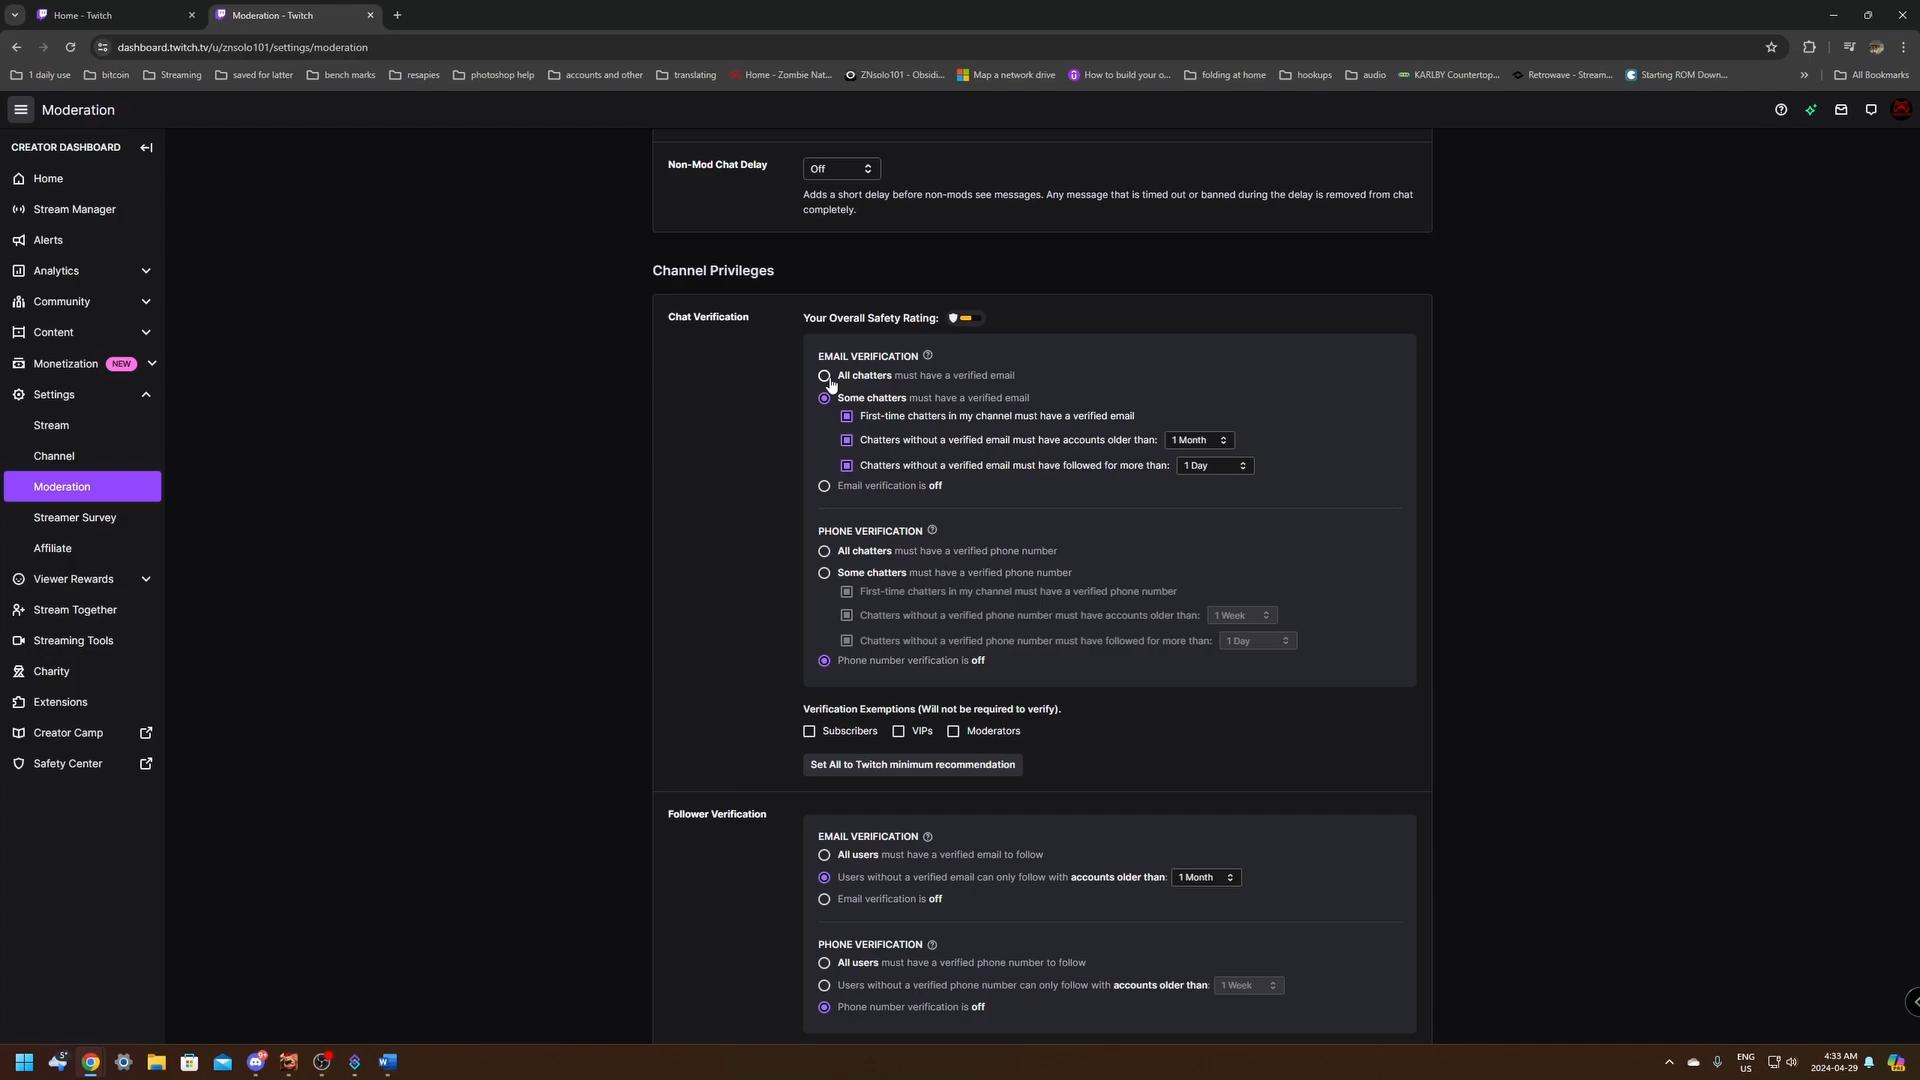 Home - Twitch
Moderation - Twitch
dashboard.twitch.tv/u/znsolo101/settings/moderation
1 daily use
bitcoin
Streaming
saved for latter
bench marks
resapies
photoshop help
accounts and other
translating
Home - Zombie Nat...
ZNsolo101 - Obsidi...
Map a network drive
How to build your o...
folding at home
hookups
audio
KARLBY Countertop...
Retrowave - Stream...
Starting ROM Down...
All Bookmarks
Moderation
CREATOR DASHBOARD
Home
Stream Manager
Alerts
Analytics
Community
Content
Monetization NEW
Settings
Stream
Channel
Moderation
Streamer Survey
Affiliate
Viewer Rewards
Stream Together
Streaming Tools
Charity
Extensions
Creator Camp
Safety Center
Non-Mod Chat Delay
Off
Adds a short delay before non-mods see messages. Any message that is timed out or banned during the delay is removed from chat
completely.
Channel Privileges
Chat Verification
Your Overall Safety Rating:
EMAIL VERIFICATION
All chatters must have a verified email
Some chatters must have a verified email
First-time chatters in my channel must have a verified email
Chatters without a verified email must have accounts older than: 1 Month
Chatters without a verified email must have followed for more than: 1 Day
Email verification is off
PHONE VERIFICATION
All chatters must have a verified phone number
Some chatters must have a verified phone number
First-time chatters in my channel must have a verified phone number
Chatters without a verified phone number must have accounts older than: 1 Week
Chatters without a verified phone number must have followed for more than: 1 Day
Phone number verification is off
Verification Exemptions (Will not be required to verify).
Subscribers VIPs Moderators
Set All to Twitch minimum recommendation
Follower Verification
EMAIL VERIFICATION
All users must have a verified email to follow
Users without a verified email can only follow with accounts older than: 1 Month
Email verification is off
PHONE VERIFICATION
All users must have a verified phone number to follow
Users without a verified phone number can only follow with accounts older than: 1 Week
Phone number verification is off
ENG
US
4:33 AM
2024-04-29